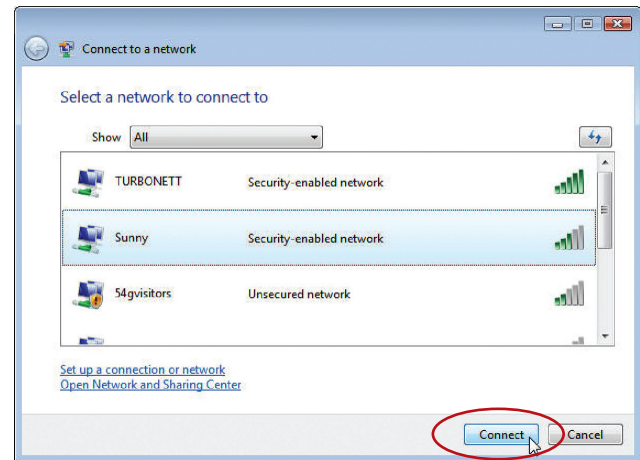 Connect to a network
Select a network to connect to
Show All
TURBONETT Security-enabled network
Sunny Security-enabled network
54gvisitors Unsecured network
Set up a connection or network
Open Network and Sharing Center
Connect Cancel